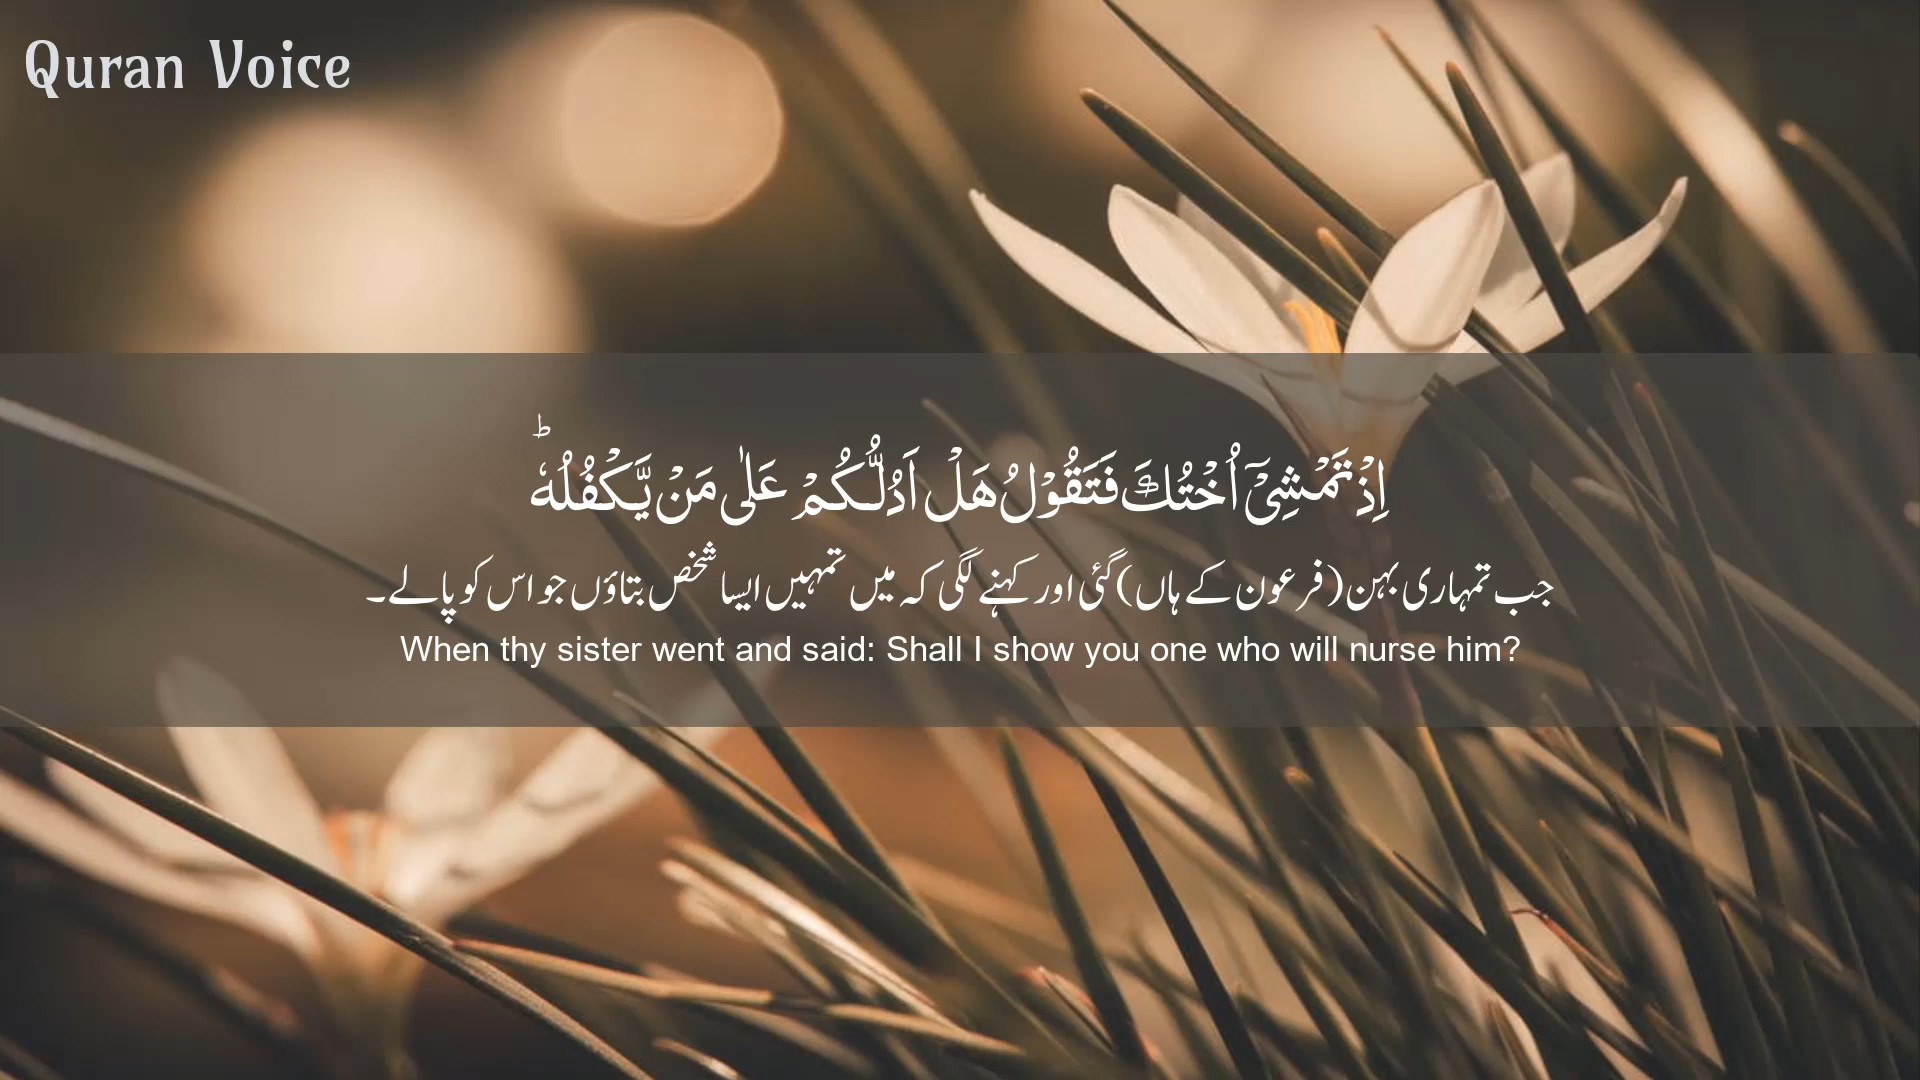 Quran Voice
اِذْ تَمْشِىْۤ اُخْتُكَ فَتَقُوْلُ هَلْ اَدُلُّكُمْ عَلٰى مَنْ يَّكْفُلُهٗ ؕ
جب تمہاری بہن (فرعون کے ہاں) گئی اور کہنے لگی کہ میں تمہیں ایسا شخص بتاؤں جو اس کو پالے۔
When thy sister went and said: Shall I show you one who will nurse him?